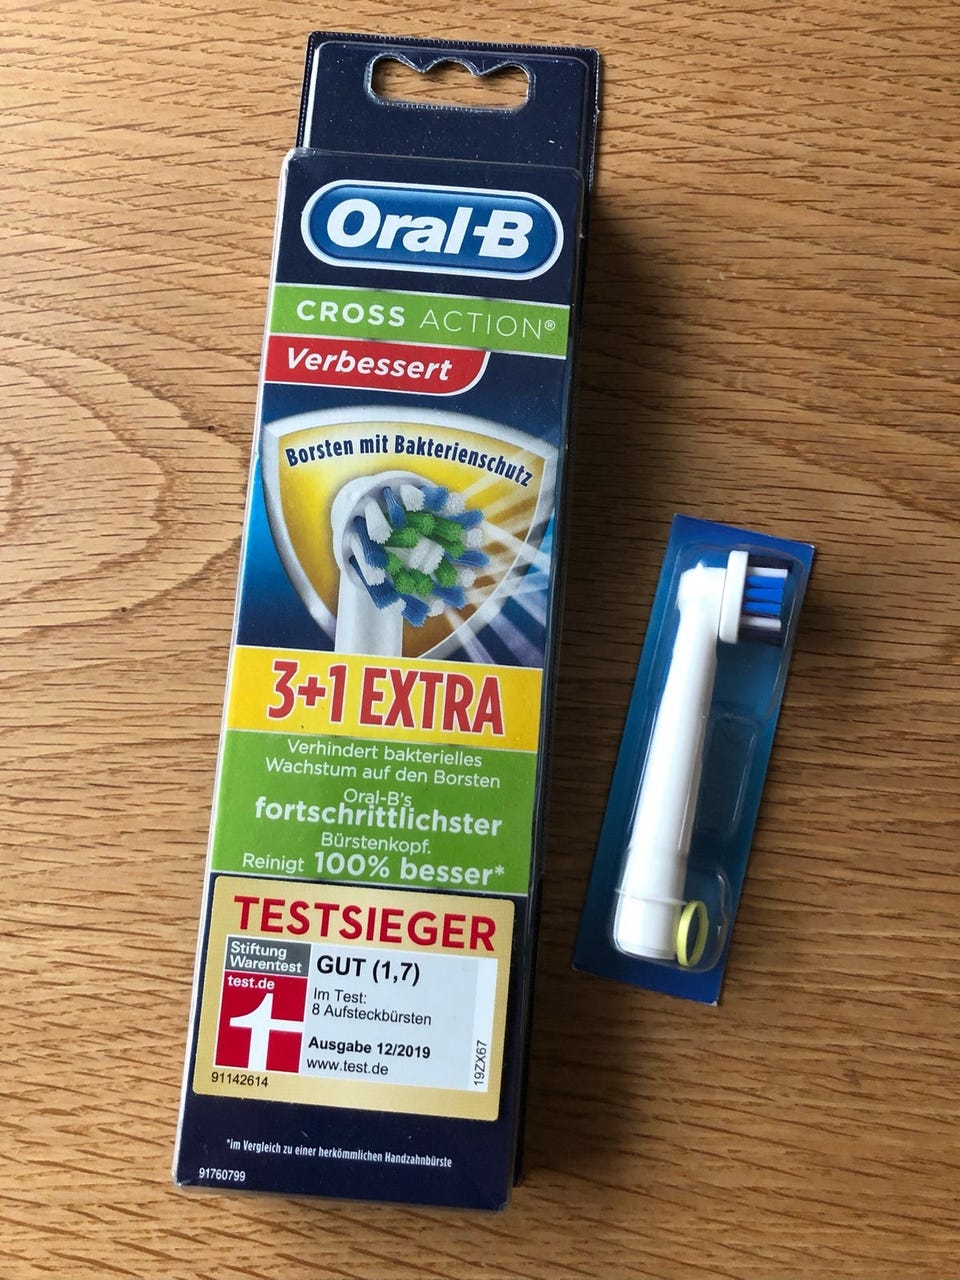 Oral-B
CROSS ACTION®
Verbessert
Borsten mit Bakterienschutz
3+1 EXTRA
Verhindert bakterielles
Wachstum auf den Borsten
Oral-B's
fortschrittlichster
Bürstenkopf.
Reinigt 100% besser*
TESTSIEGER
Stiftung
Warentest
test.de
GUT (1,7)
Im Test:
8 Aufsteckbürsten
Ausgabe 12/2019
www.test.de
19ZX67
91142614
*im Vergleich zu einer herkömmlichen Handzahnbürste
91760799